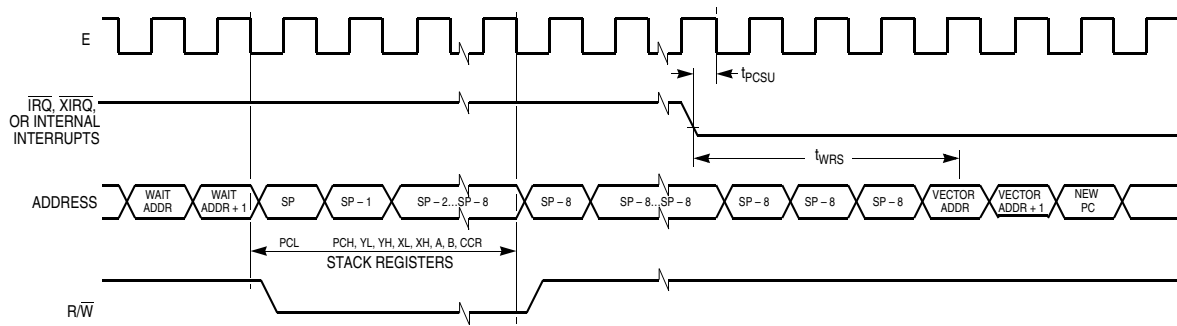 E
tPCSU
IRQ, XIRQ,
OR INTERNAL
INTERRUPTS
tWRS
ADDRESS
WAIT
ADDR
WAIT
ADDR + 1
SP
SP – 1
SP – 2...SP – 8
SP – 8
SP – 8...SP – 8
SP – 8
SP – 8
SP – 8
VECTOR
ADDR
VECTOR
ADDR + 1
NEW
PC
PCL
PCH, YL, YH, XL, XH, A, B, CCR
STACK REGISTERS
R/W